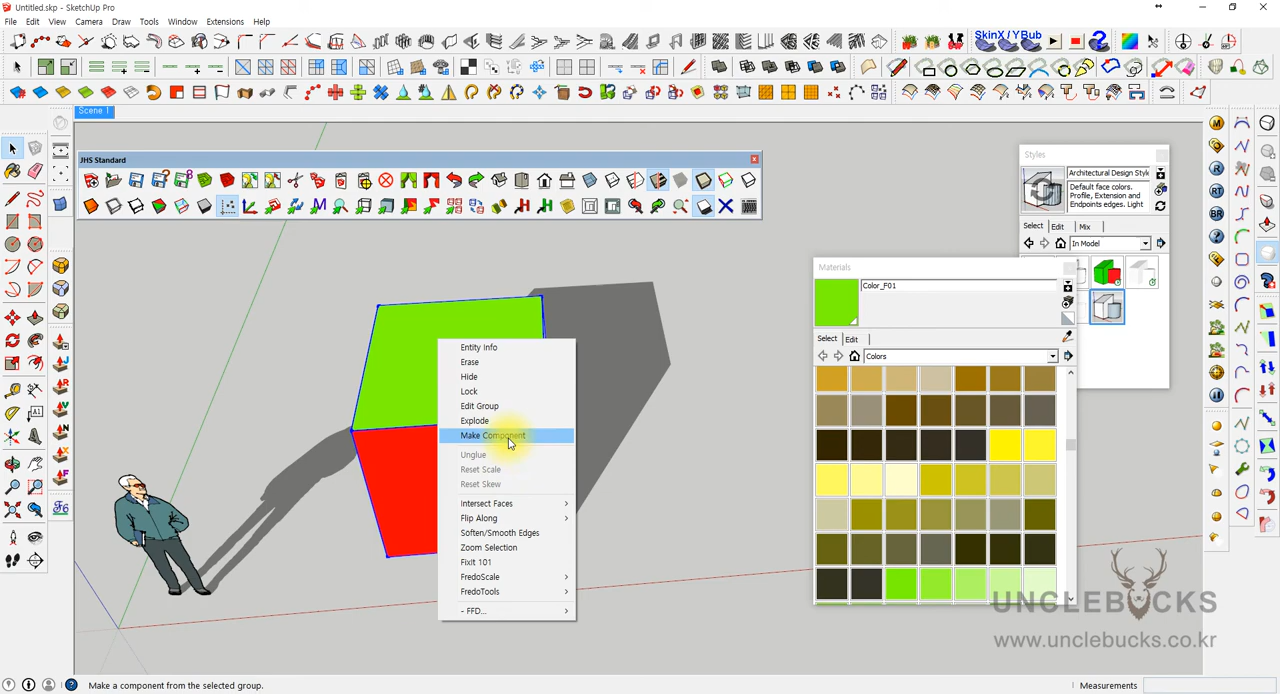 Untitled.skp - SketchUp Pro
File Edit View Camera Draw Tools Window Extensions Help
SkinX / YBub
Scene 1
JHS Standard
Styles
Architectural Design Style
Default face colors.
Profile, Extension and
Endpoints edges. Light
Select Edit Mix
In Model
Materials
Color_F01
Select Edit
Colors
Entity Info
Erase
Hide
Lock
Edit Group
Explode
Make Component
Unglue
Reset Scale
Reset Skew
Intersect Faces
Flip Along
Soften/Smooth Edges
Zoom Selection
FixIt 101
FredoScale
FredoTools
- FFD...
UNCLEBUCKS
www.unclebucks.co.kr
Make a component from the selected group.
Measurements